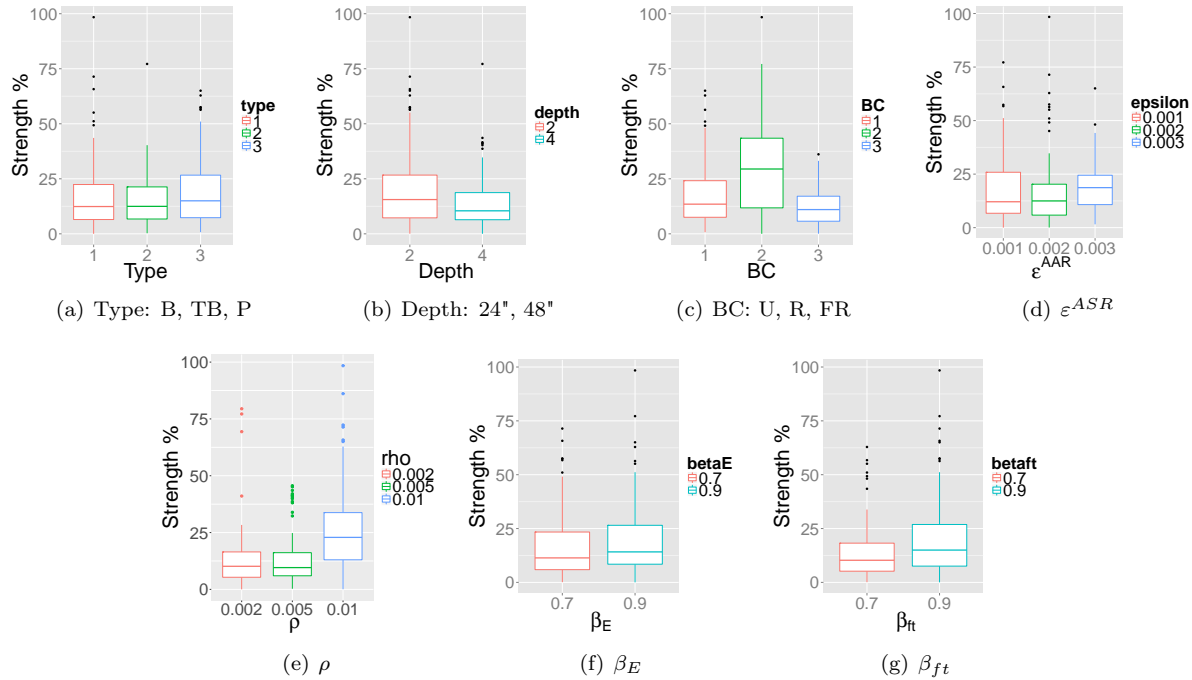 100
75
50
25
0
Strength %
1 2 3
Type
type
1
2
3
(a) Type: B, TB, P
100
75
50
25
0
Strength %
2 4
Depth
depth
2
4
(b) Depth: 24", 48"
100
75
50
25
0
Strength %
1 2 3
BC
BC
1
2
3
(c) BC: U, R, FR
100
75
50
25
0
Strength %
0.001 0.002 0.003
ε^AAR
epsilon
0.001
0.002
0.003
(d) ε^ASR
100
75
50
25
0
Strength %
0.002 0.005 0.01
ρ
rho
0.002
0.005
0.01
(e) ρ
100
75
50
25
0
Strength %
0.7 0.9
β_E
betaE
0.7
0.9
(f) β_E
100
75
50
25
0
Strength %
0.7 0.9
β_ft
betaft
0.7
0.9
(g) β_ft